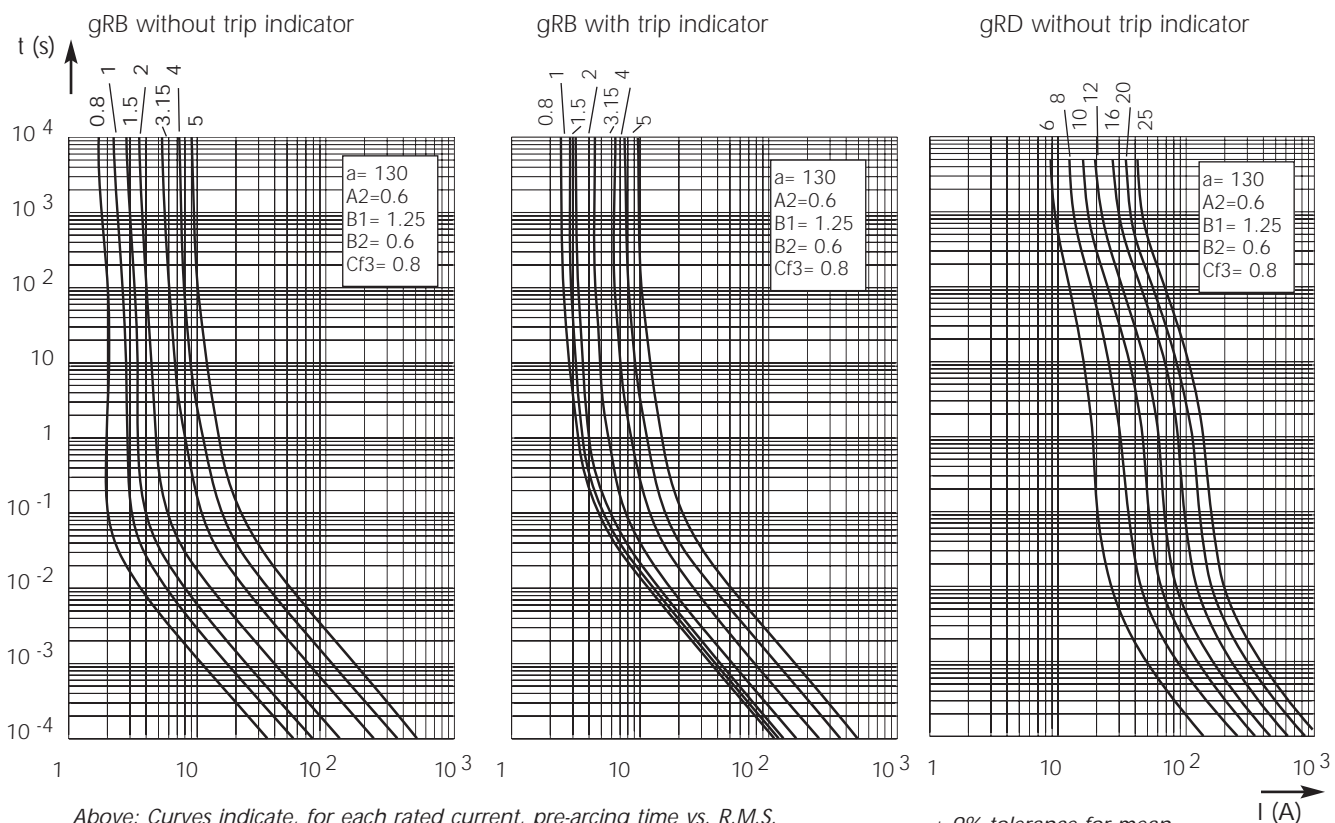 gRB without trip indicator
gRB with trip indicator
gRD without trip indicator
t (s)
0.8
1
1.5
2
3.15
4
5
0.8
1
1.5
2
3.15
4
5
6
8
10
12
16
20
25
10 4
10 3
10 2
10
1
10 -1
10 -2
10 -3
10 -4
a= 130
A2=0.6
B1= 1.25
B2= 0.6
Cf3= 0.8
a= 130
A2=0.6
B1= 1.25
B2= 0.6
Cf3= 0.8
a= 130
A2=0.6
B1= 1.25
B2= 0.6
Cf3= 0.8
1 10 10 2 10 3
1 10 10 2 10 3
1 10 10 2 10 3
I (A)
Above: Curves indicate, for each rated current, pre-arcing time vs. R.M.S.
9% tolerance for mean